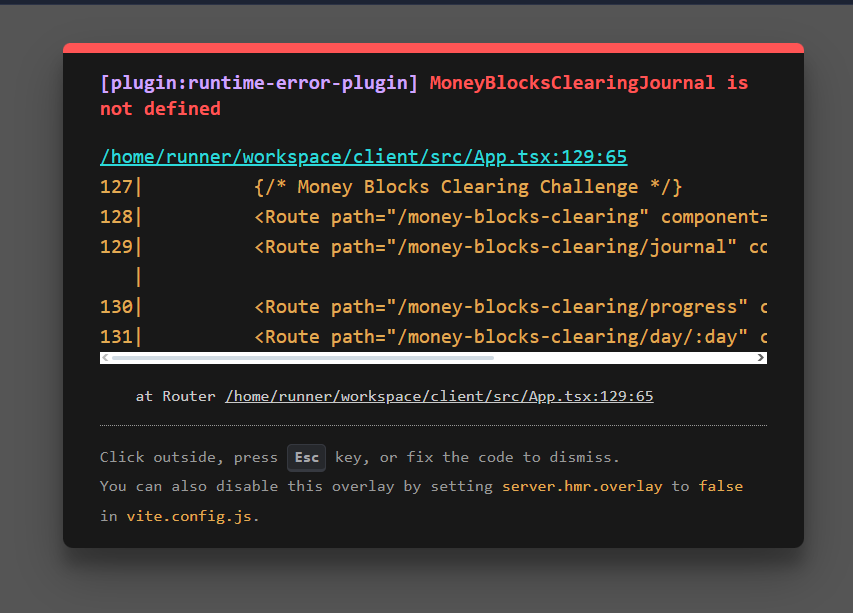 [plugin:runtime-error-plugin] MoneyBlocksClearingJournal is
not defined
/home/runner/workspace/client/src/App.tsx:129:65
127|          {/* Money Blocks Clearing Challenge */}
128|          <Route path="/money-blocks-clearing" component=
129|          <Route path="/money-blocks-clearing/journal" co
   |
130|          <Route path="/money-blocks-clearing/progress" c
131|          <Route path="/money-blocks-clearing/day/:day" c
at Router /home/runner/workspace/client/src/App.tsx:129:65
Click outside, press Esc key, or fix the code to dismiss.
You can also disable this overlay by setting server.hmr.overlay to false
in vite.config.js.